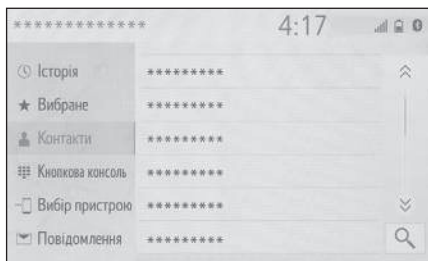 ************* 4:17
Історія *********
Вибране *********
Контакти *********
Кнопкова консоль *********
Вибір пристрою *********
Повідомлення *********